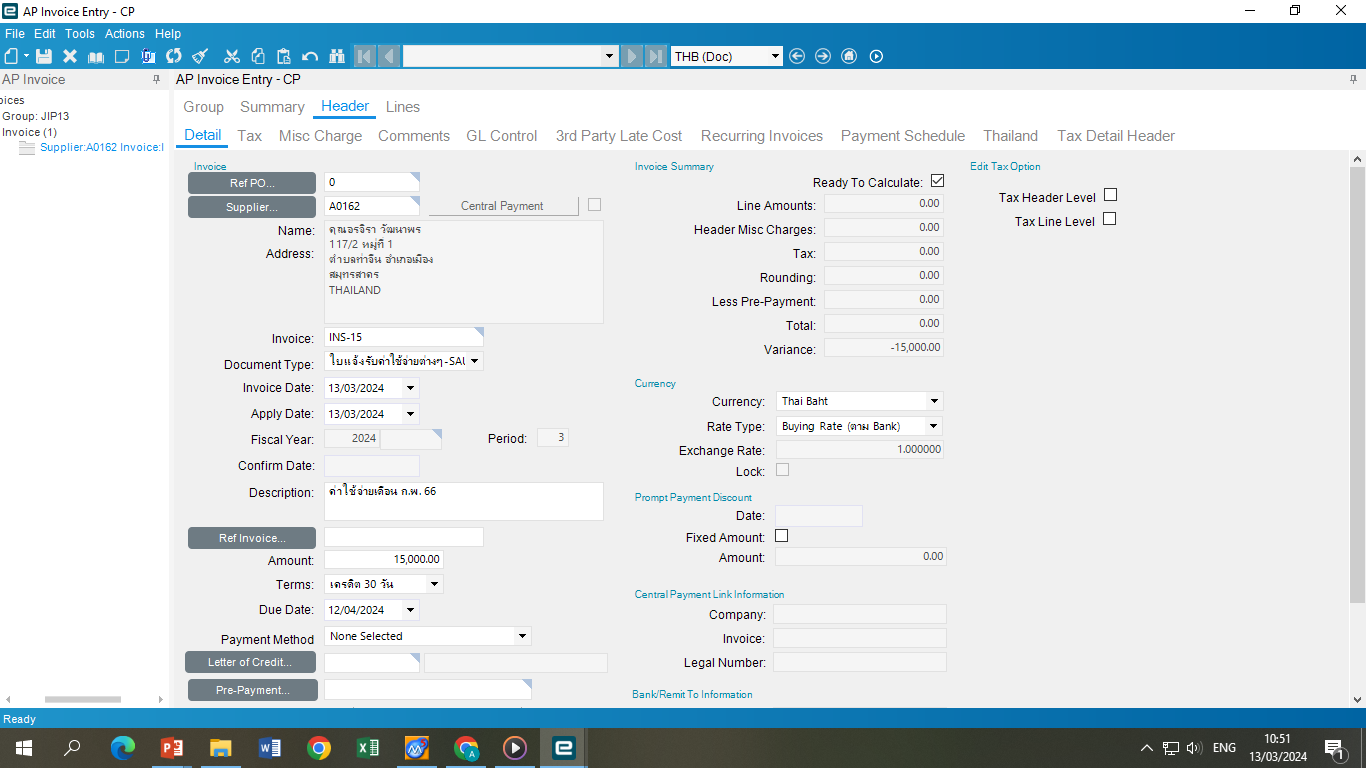 AP Invoice Entry - CP
File Edit Tools Actions Help
THB (Doc)
AP Invoice
AP Invoice Entry - CP
oices
Group: JIP13
Invoice (1)
Supplier:A0162 Invoice:I
Group Summary Header Lines
Detail Tax Misc Charge Comments GL Control 3rd Party Late Cost Recurring Invoices Payment Schedule Thailand Tax Detail Header
Invoice
Ref PO... 0
Supplier... A0162 Central Payment
Name: คุณอรจิรา วัฒนาพร
117/2 หมู่ที่ 1
Address: ตำบลท่าจีน อำเภอเมือง
สมุทรสาคร
THAILAND
Invoice: INS-15
Document Type: ใบแจ้งรับค่าใช้จ่ายต่างๆ-SAU
Invoice Date: 13/03/2024
Apply Date: 13/03/2024
Fiscal Year: 2024 Period: 3
Confirm Date:
Description: ค่าใช้จ่ายเดือน ก.พ. 66
Ref Invoice...
Amount: 15,000.00
Terms: เครดิต 30 วัน
Due Date: 12/04/2024
Payment Method None Selected
Letter of Credit...
Pre-Payment...
Invoice Summary
Ready To Calculate:
Line Amounts: 0.00
Header Misc Charges: 0.00
Tax: 0.00
Rounding: 0.00
Less Pre-Payment: 0.00
Total: 0.00
Variance: -15,000.00
Currency
Currency: Thai Baht
Rate Type: Buying Rate (ตาม Bank)
Exchange Rate: 1.000000
Lock:
Prompt Payment Discount
Date:
Fixed Amount:
Amount: 0.00
Central Payment Link Information
Company:
Invoice:
Legal Number:
Bank/Remit To Information
Edit Tax Option
Tax Header Level
Tax Line Level
Ready
ENG
10:51
13/03/2024
1